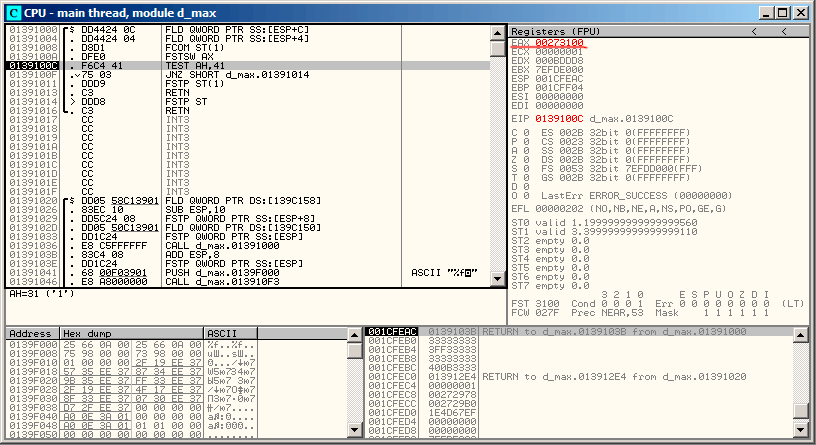 CPU - main thread, module d_max
01391000 $ DD4424 0C FLD QWORD PTR SS:[ESP+C]
01391004 . DD4424 04 FLD QWORD PTR SS:[ESP+4]
01391008 . D8D1 FCOM ST(1)
0139100A . DFE0 FSTSW AX
0139100C . F6C4 41 TEST AH,41
0139100F . 75 03 JNZ SHORT d_max.01391014
01391011 . DDD9 FSTP ST(1)
01391013 . C3 RETN
01391014 > DDD8 FSTP ST
01391016 . C3 RETN
01391017 CC INT3
01391018 CC INT3
01391019 CC INT3
0139101A CC INT3
0139101B CC INT3
0139101C CC INT3
0139101D CC INT3
0139101E CC INT3
0139101F CC INT3
01391020 $ DD05 58C13901 FLD QWORD PTR DS:[139C158]
01391026 . 83EC 10 SUB ESP,10
01391029 . DD5C24 08 FSTP QWORD PTR SS:[ESP+8]
0139102D . DD05 50C13901 FLD QWORD PTR DS:[139C150]
01391033 . DD1C24 FSTP QWORD PTR SS:[ESP]
01391036 . E8 C5FFFFFF CALL d_max.01391000
0139103B . 83C4 08 ADD ESP,8
0139103E . DD1C24 FSTP QWORD PTR SS:[ESP]
01391041 . 68 00F03901 PUSH d_max.0139F000 ASCII "%f"
01391046 . E8 A8000000 CALL d_max.013910F3
AH=31 ('1')
Registers (FPU) < <
EAX 00273100
ECX 00000001
EDX 000BDDD8
EBX 7EFDE000
ESP 001CFEAC
EBP 001CFF04
ESI 00000000
EDI 00000000
EIP 0139100C d_max.0139100C
C 0 ES 002B 32bit 0(FFFFFFFF)
P 0 CS 0023 32bit 0(FFFFFFFF)
A 0 SS 002B 32bit 0(FFFFFFFF)
Z 0 DS 002B 32bit 0(FFFFFFFF)
S 0 FS 0053 32bit 7EFDD000(FFF)
T 0 GS 002B 32bit 0(FFFFFFFF)
D 0
O 0 LastErr ERROR_SUCCESS (00000000)
EFL 00000202 (NO,NB,NE,A,NS,PO,GE,G)
ST0 valid 1.1999999999999999560
ST1 valid 3.3999999999999999110
ST2 empty 0.0
ST3 empty 0.0
ST4 empty 0.0
ST5 empty 0.0
ST6 empty 0.0
ST7 empty 0.0
3 2 1 0 E S P U O Z D I
FST 3100 Cond 0 0 0 1 Err 0 0 0 0 0 0 0 0 (LT)
FCW 027F Prec NEAR,53 Mask 1 1 1 1 1 1
Address Hex dump ASCII
0139F000 25 66 0A 00 25 66 0A 00
0139F008 75 98 00 00 73 98 00 00
0139F010 01 00 00 00 2F 19 EE 37
0139F018 57 35 EE 37 87 34 EE 37
0139F020 9B 35 EE 37 FF 33 EE 37
0139F028 2F 19 EE 37 4F 17 EE 37
0139F030 8F 33 EE 37 07 30 EE 37
0139F038 D7 2F EE 37 00 00 00 00
0139F040 A0 0E 3A 01 00 00 00 00
0139F048 A0 0E 3A 01 01 01 00 00
0139F050 00 00 00 00 00 00 00 00
001CFEAC 0139103B RETURN to d_max.0139103B from d_max.01391000
001CFEB0 33333333
001CFEB4 3FF33333
001CFEB8 33333333
001CFEBC 400B3333
001CFEC0 013912E4 RETURN to d_max.013912E4 from d_max.01391020
001CFEC4 00000001
001CFEC8 00272978
001CFECC 002729B0
001CFED0 1E4D67EF
001CFED4 00000000
001CFED8 00000000